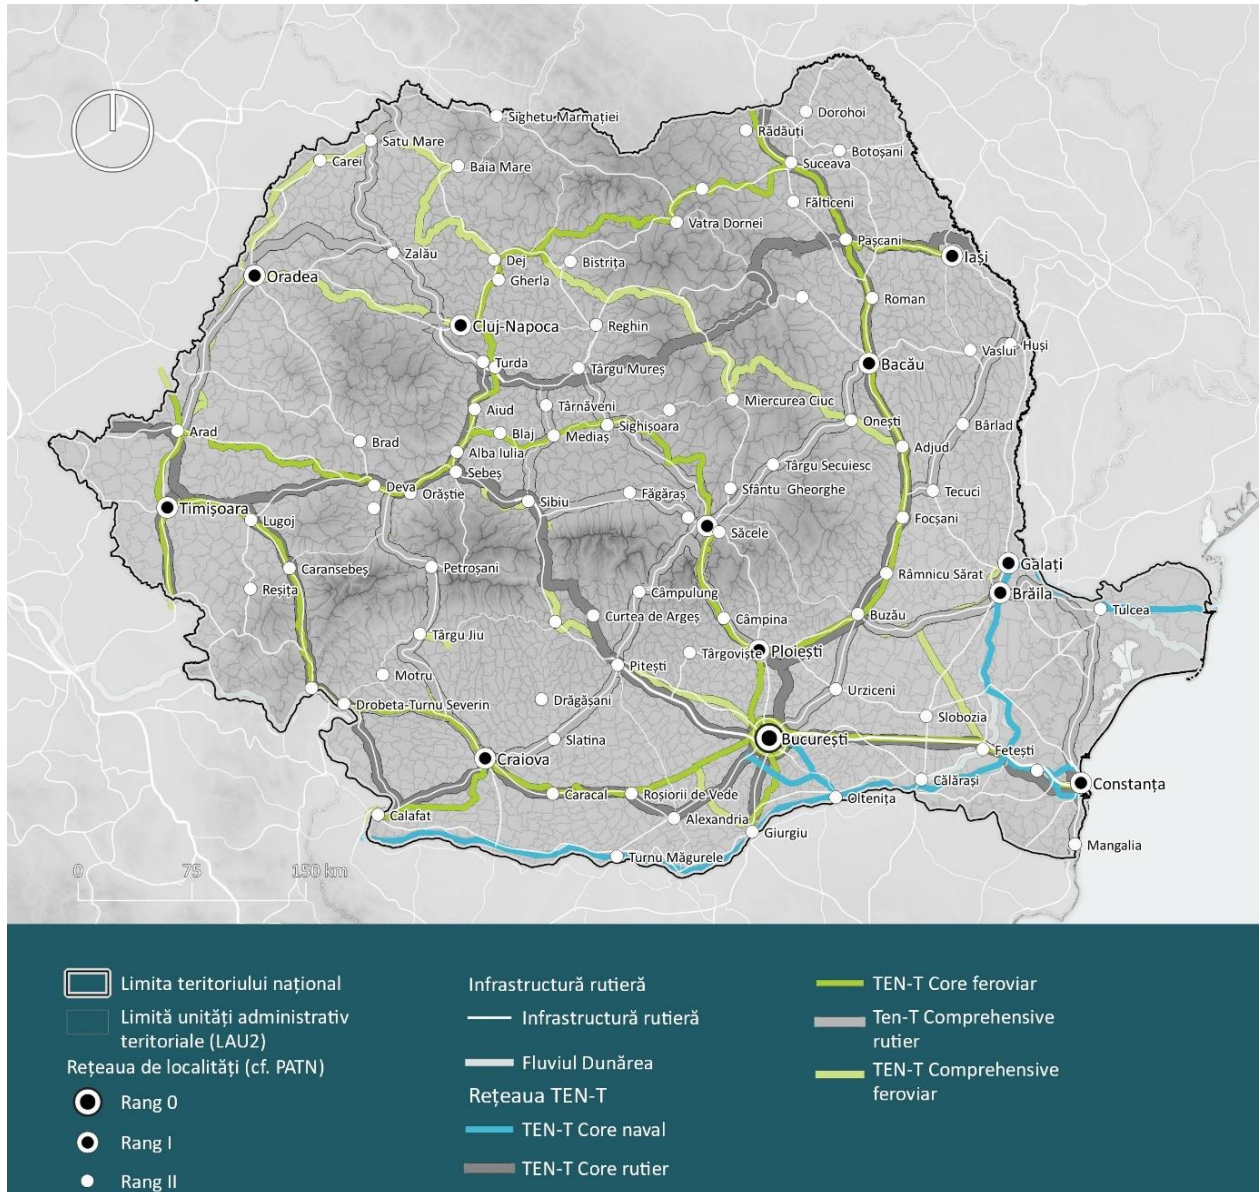 Dorohoi
Sighetu Marmației
Rădăuți
Satu Mare
Botoșani
Carei
Baia Mare
Suceava
Fălticeni
Vatra Dornei
Pașcani
Zalău
Iași
Dej
Bistrița
Oradea
Gherla
Roman
Cluj-Napoca
Reghin
Huși
Vaslui
Turda
Târgu Mureș
Bacău
Miercurea Ciuc
Aiud
Târnăveni
Onești
Bârlad
Arad
Brad
Blaj
Mediaș
Sighișoara
Adjud
Alba Iulia
Târgu Secuiesc
Sebeș
Deva
Orăștie
Sibiu
Făgăraș
Sfântu Gheorghe
Tecuci
Timișoara
Lugoj
Săcele
Focșani
Galați
Caransebeș
Petroșani
Râmnicu Sărat
Reșița
Câmpulung
Brăila
Tulcea
Curtea de Argeș
Câmpina
Buzău
Târgu Jiu
Târgoviște
Ploiești
Pitești
Motru
Urziceni
Drobeta-Turnu Severin
Drăgășani
Slobozia
Slatina
București
Fetești
Craiova
Călărași
Constanța
Caracal
Roșiorii de Vede
Oltenița
Calafat
Alexandria
Giurgiu
Mangalia
Turnu Măgurele
0 75 150 km
Limita teritoriului național
Limită unități administrativ
teritoriale (LAU2)
Rețeaua de localități (cf. PATN)
Rang 0
Rang I
Rang II
Infrastructură rutieră
Infrastructură rutieră
Fluviul Dunărea
Rețeaua TEN-T
TEN-T Core naval
TEN-T Core rutier
TEN-T Core feroviar
Ten-T Comprehensive
rutier
TEN-T Comprehensive
feroviar